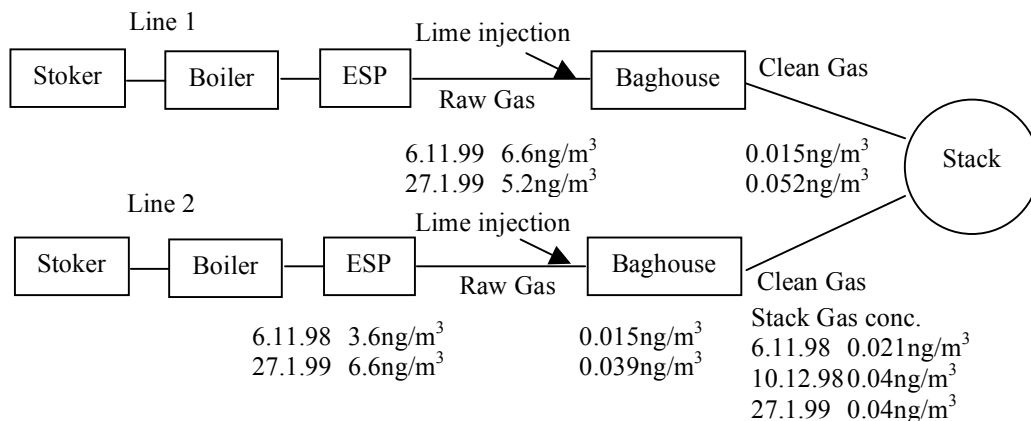 Line 1
Lime injection
Stoker
Boiler
ESP
Raw Gas
Baghouse
Clean Gas
Stack
6.11.99 6.6ng/m³ 0.015ng/m³
27.1.99 5.2ng/m³ 0.052ng/m³
Line 2
Lime injection
Stoker
Boiler
ESP
Raw Gas
Baghouse
Clean Gas
6.11.98 3.6ng/m³ 0.015ng/m³
27.1.99 6.6ng/m³ 0.039ng/m³
Stack Gas conc.
6.11.98 0.021ng/m³
10.12.98 0.04ng/m³
27.1.99 0.04ng/m³